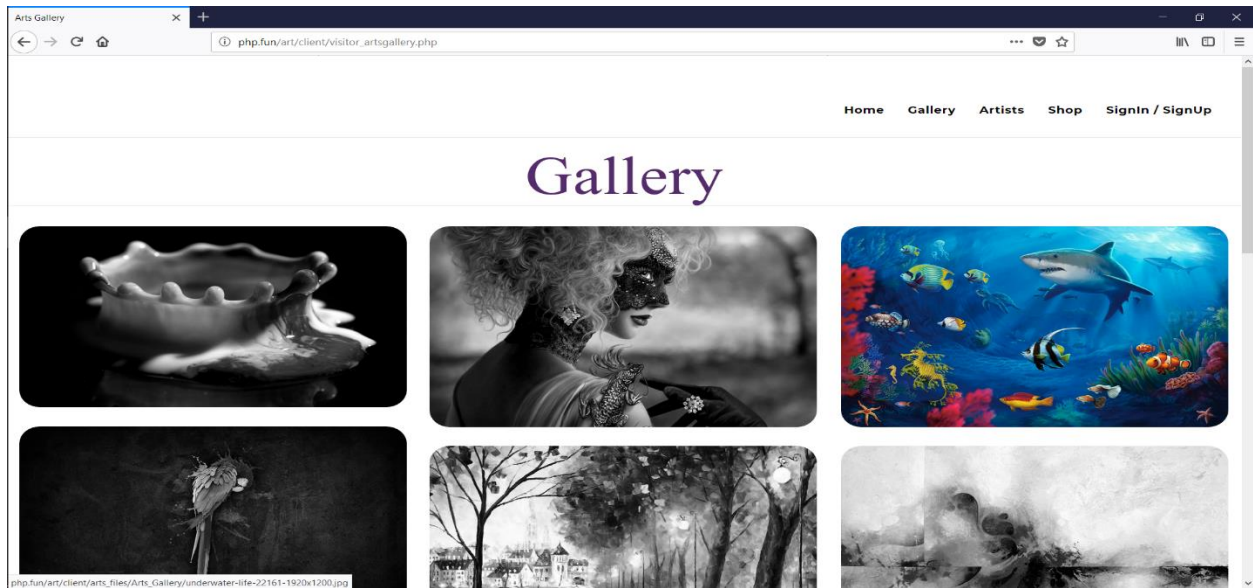 Arts Gallery
php.fun/art/client/visitor_artsgallery.php
Home Gallery Artists Shop SignIn / SignUp
Gallery
php.fun/art/client/arts_files/Arts_Gallery/underwater-life-22161-1920x1200.jpg